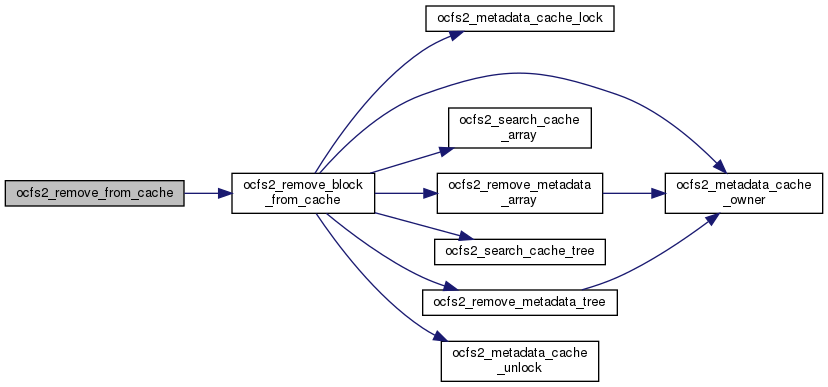 ocfs2_remove_from_cache
ocfs2_remove_block
_from_cache
ocfs2_metadata_cache_lock
ocfs2_search_cache
_array
ocfs2_remove_metadata
_array
ocfs2_search_cache_tree
ocfs2_remove_metadata_tree
ocfs2_metadata_cache
_unlock
ocfs2_metadata_cache
_owner